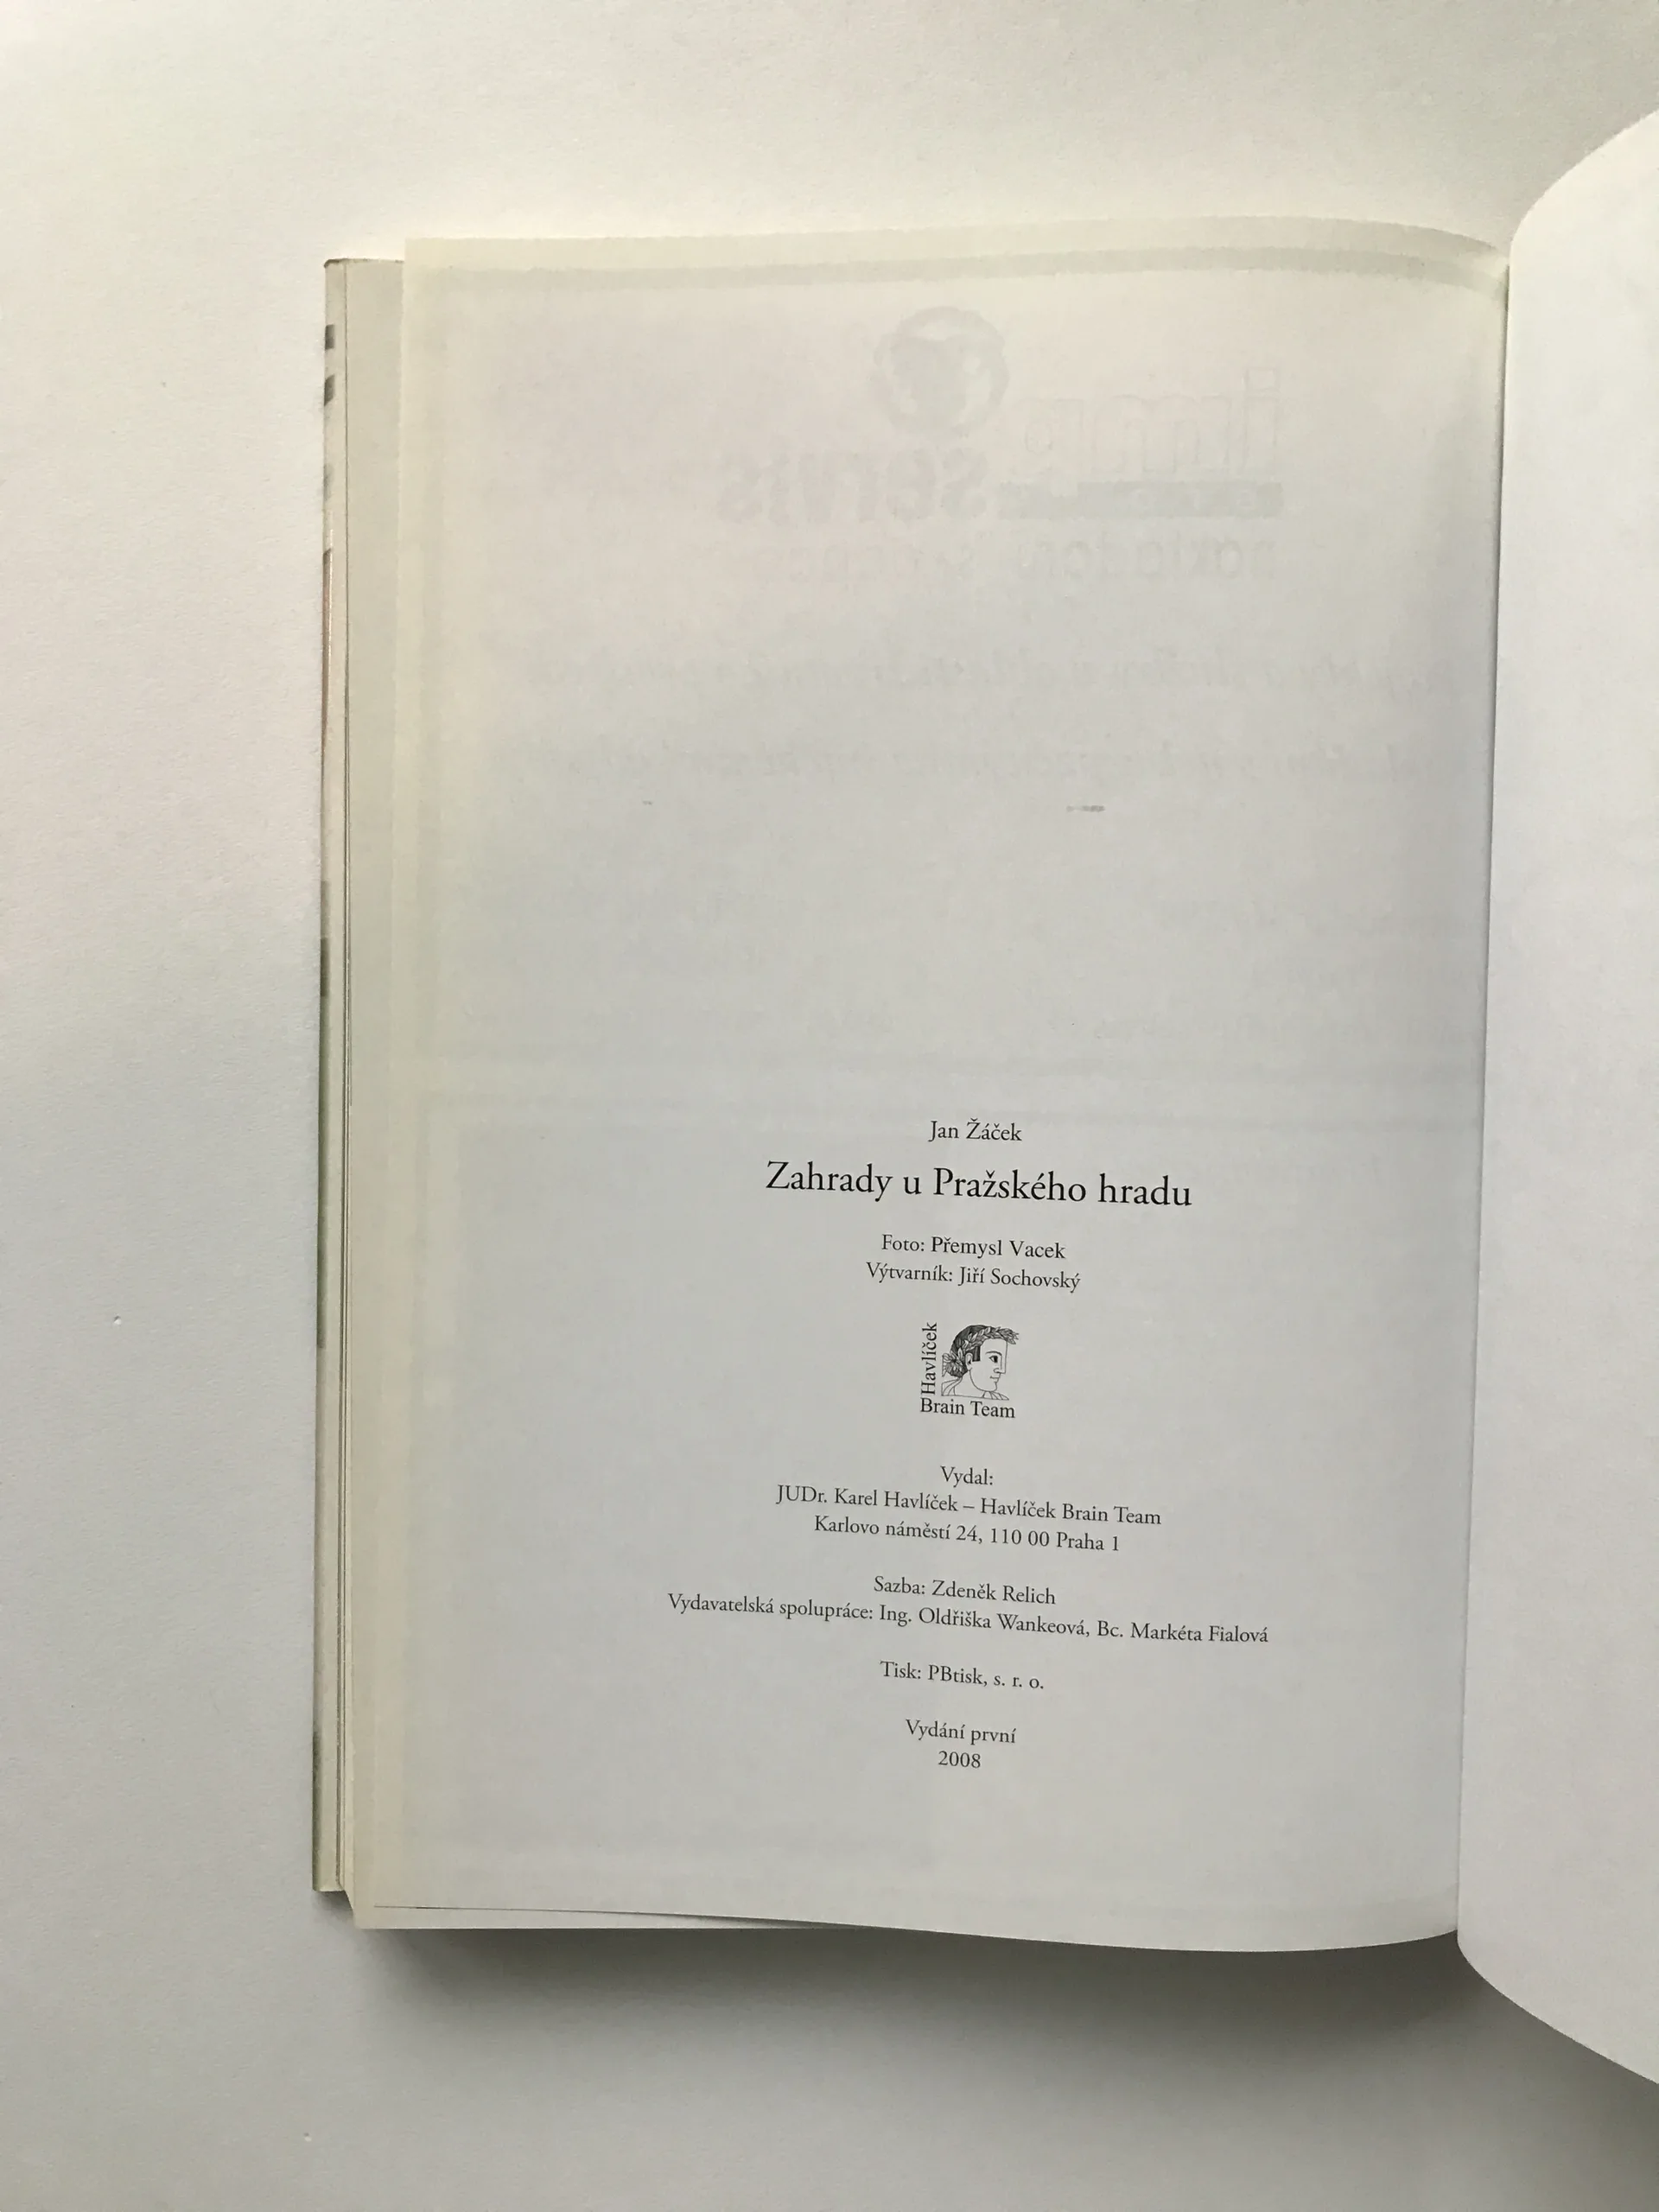 Jan Žáček
Zahrady u Pražského hradu
Foto: Přemysl Vacek
Výtvarník: Jiří Sochovský
Havlíček
Brain Team
Vydal:
JUDr. Karel Havlíček – Havlíček Brain Team
Karlovo náměstí 24, 110 00 Praha 1
Sazba: Zdeněk Relich
Vydavatelská spolupráce: Ing. Oldřiška Wankeová, Bc. Markéta Fialová
Tisk: PBtisk, s. r. o.
Vydání první
2008